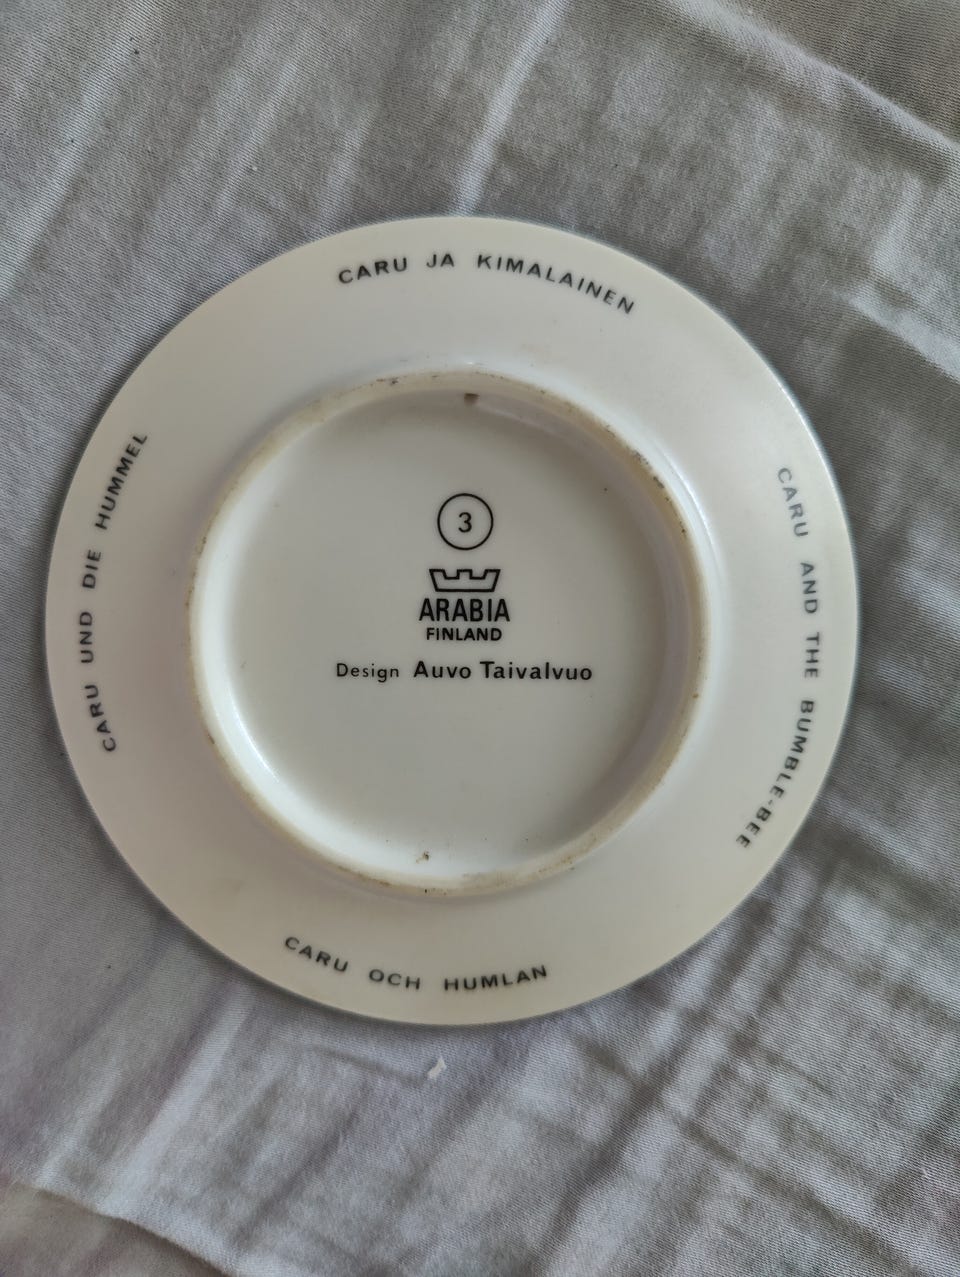 CARU JA KIMALAINEN
CARU AND THE BUMBLE-BEE
CARU OCH HUMLAN
CARU UND DIE HUMMEL
3
ARABIA
FINLAND
Design Auvo Taivalvuo